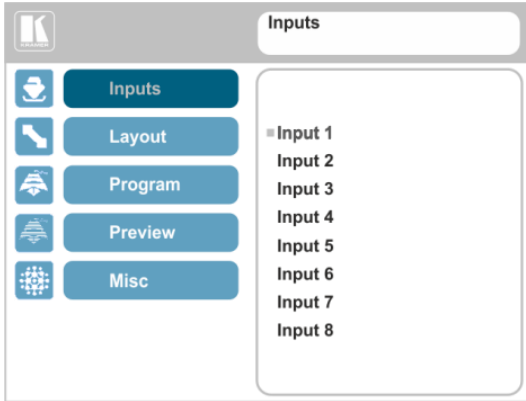 KRAMER
Inputs
Inputs
Layout
Program
Preview
Misc
Input 1
Input 2
Input 3
Input 4
Input 5
Input 6
Input 7
Input 8